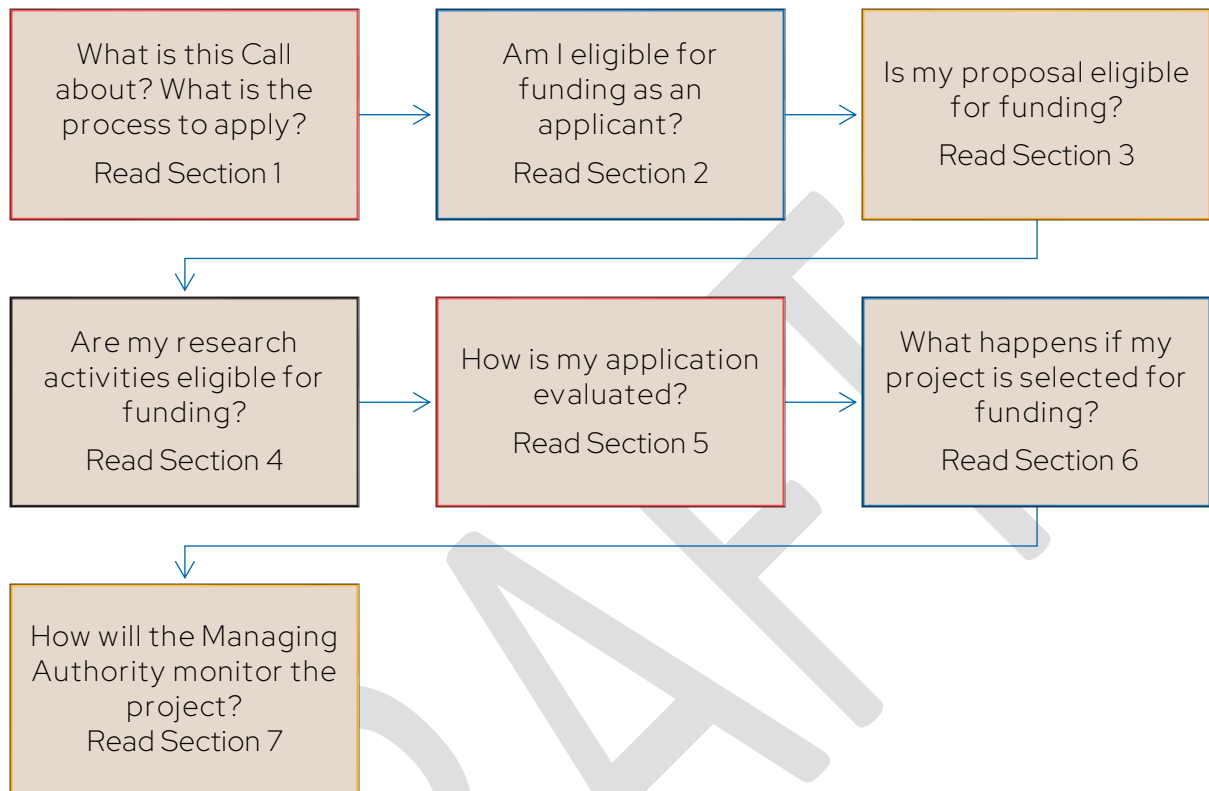 What is this Call
about? What is the
process to apply?
Read Section 1
Am I eligible for
funding as an
applicant?
Read Section 2
Is my proposal eligible
for funding?
Read Section 3
Are my research
activities eligible for
funding?
Read Section 4
How is my application
evaluated?
Read Section 5
What happens if my
project is selected for
funding?
Read Section 6
How will the Managing
Authority monitor the
project?
Read Section 7
DRAFT